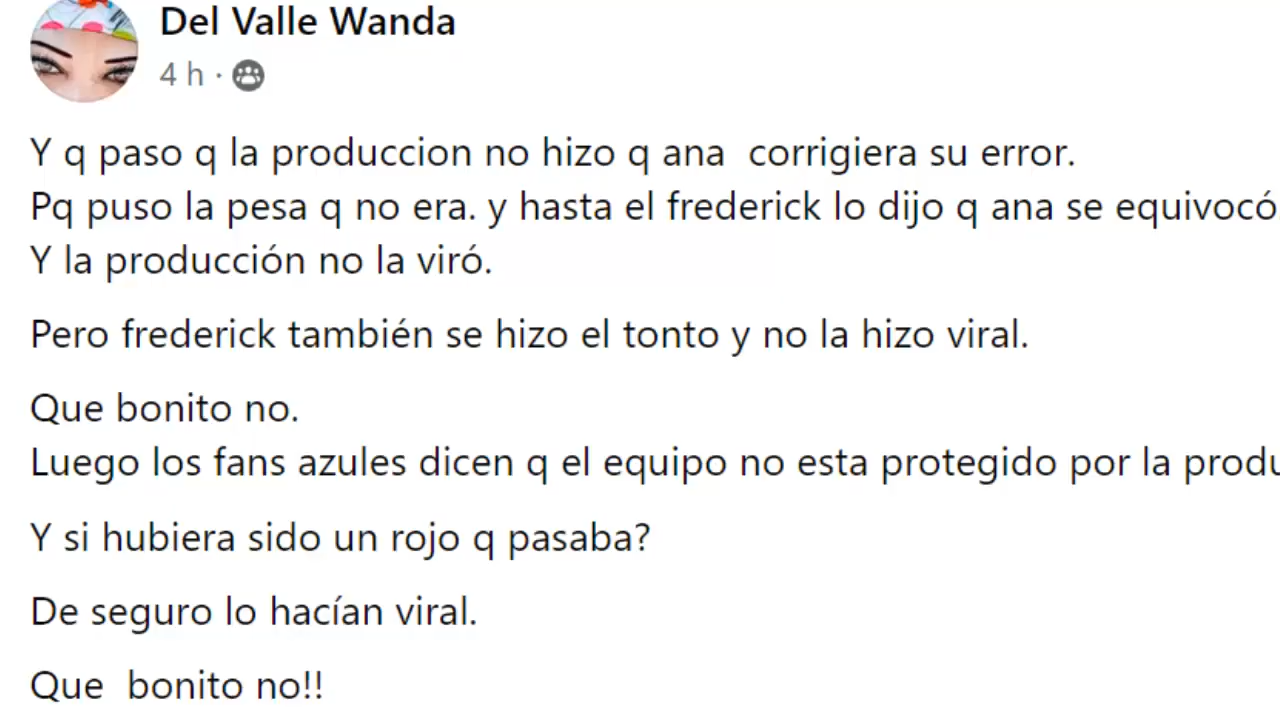 Del Valle Wanda
4 h ·
Y q paso q la produccion no hizo q ana  corrigiera su error.
Pq puso la pesa q no era. y hasta el frederick lo dijo q ana se equivocó
Y la producción no la viró.
Pero frederick también se hizo el tonto y no la hizo viral.
Que bonito no.
Luego los fans azules dicen q el equipo no esta protegido por la
Y si hubiera sido un rojo q pasaba?
De seguro lo hacían viral.
Que  bonito no!!